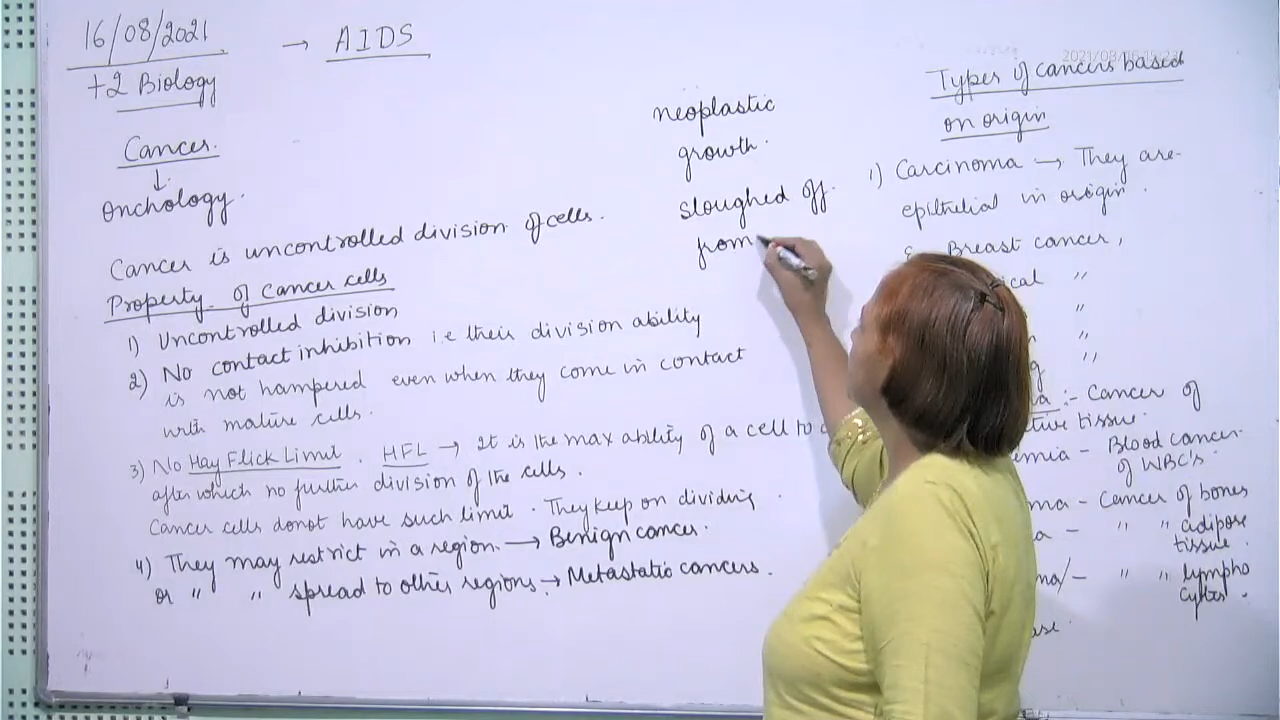 16/08/2021 → AIDS
+2 Biology
Cancer.
↓
Onchology.
Cancer is uncontrolled division of cells.
Property of cancer cells
1) Uncontrolled division
2) No contact inhibition i.e their division ability
is not hampered even when they come in contact
with mature cells.
3) No Hay Flick Limit. HFL → It is the max ability of a cell to
after which no further division of the cells.
Cancer cells donot have such limit. They keep on dividing.
4) They may restrict in a region. → Benign cancer.
or " " spread to other regions. → Metastatic cancers.
neoplastic
growth.
sloughed off.
from
2021/08/16
Types of cancers based
on origin
1) Carcinoma → They are
epithelial in origin.
Breast cancer,
ical "
"
"
"
:- Cancer of
tive tissue.
emia - Blood cancer
of WBC's.
ma - Cancer of bones
a - " " adipose
tissue.
ma/- " " lympho
cytes.
ase.